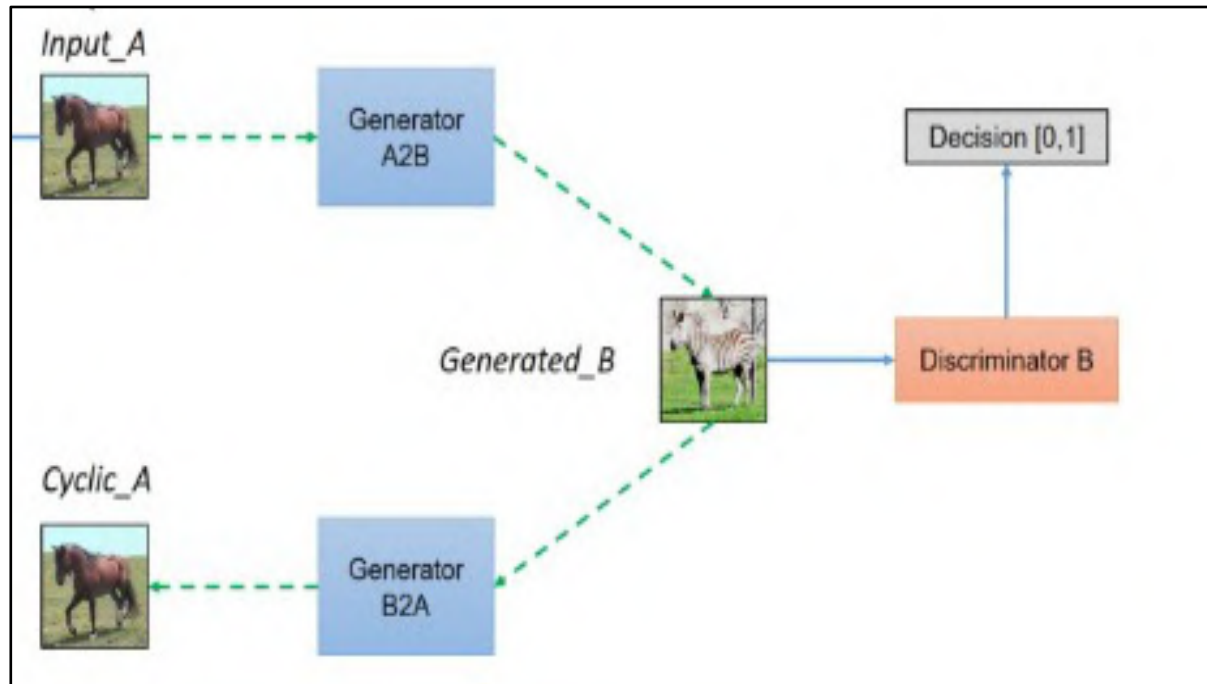 Input_A
Generator
A2B
Decision [0,1]
Generated_B
Discriminator B
Cyclic_A
Generator
B2A